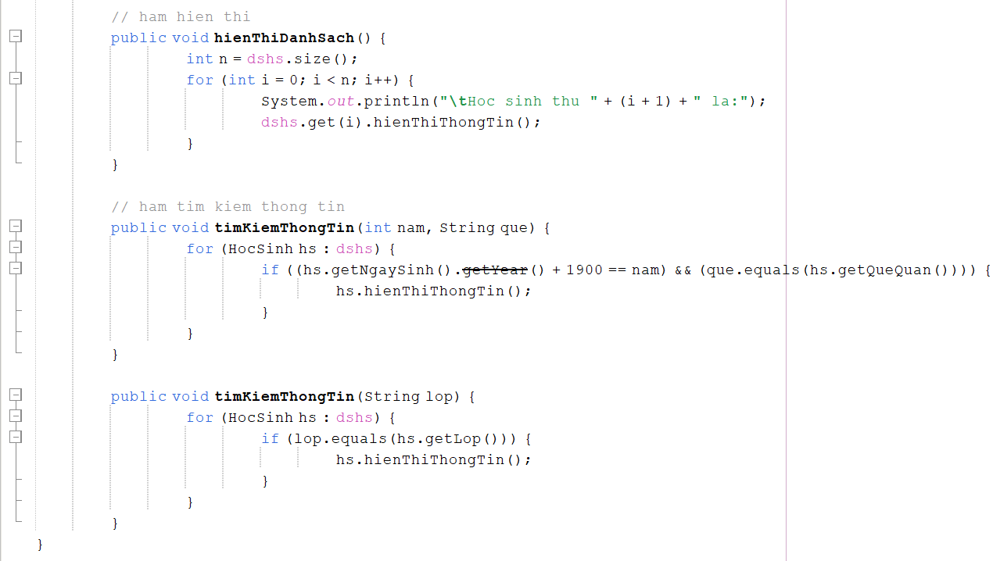 // ham hien thi
public void hienThiDanhSach() {
int n = dshs.size();
for (int i = 0; i < n; i++) {
System.out.println("\tHoc sinh thu " + (i + 1) + " la:");
dshs.get(i).hienThiThongTin();
}
}
// ham tim kiem thong tin
public void timKiemThongTin(int nam, String que) {
for (HocSinh hs : dshs) {
if ((hs.getNgaySinh().getYear() + 1900 == nam) && (que.equals(hs.getQueQuan()))) {
hs.hienThiThongTin();
}
}
}
public void timKiemThongTin(String lop) {
for (HocSinh hs : dshs) {
if (lop.equals(hs.getLop())) {
hs.hienThiThongTin();
}
}
}
}